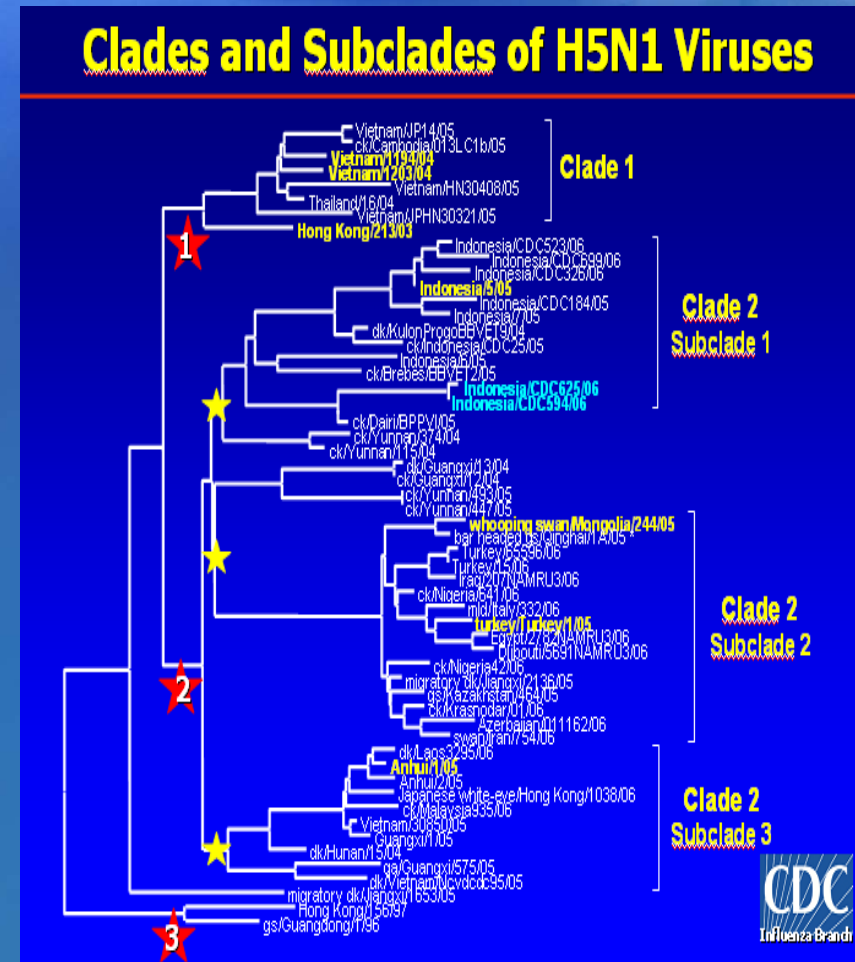 Clades and Subclades of H5N1 Viruses
Vietnam/JP14/05
ck/Cambodia/013LC1b/05
Vietnam/1194/04
Vietnam/1203/04
Vietnam/HN30408/05
Thailand/16/04
Vietnam/JPHN30321/05
Hong Kong/213/03
Clade 1
1
Indonesia/CDC523/06
Indonesia/CDC699/06
Indonesia/CDC326/06
Indonesia/5/05
Indonesia/CDC184/05
Indonesia/7/05
dk/KulonProgoBBVET9/04
ck/Indonesia/CDC25/05
Indonesia/6/05
ck/Brebes/BBVET2/05
Indonesia/CDC625/06
Indonesia/CDC594/06
ck/Dairi/BPPVI/05
ck/Yunnan/374/04
ck/Yunnan/115/04
Clade 2
Subclade 1
dk/Guangxi/13/04
ck/Guangxi/12/04
ck/Yunnan/493/05
ck/Yunnan/447/05
whooping swan/Mongolia/244/05
bar headed gs/Qinghai/1A/05 *
Turkey/65596/06
Turkey/15/06
Iraq/207NAMRU3/06
ck/Nigeria/641/06
mld/Italy/332/06
turkey/Turkey/1/05
Egypt/2782NAMRU3/06
Djibouti/5691NAMRU3/06
ck/Nigeria42/06
migratory dk/Jiangxi/2136/05
gs/Kazakhstan/464/05
ck/Krasnodar/01/06
Azerbaijan/011162/06
swan/Iran/754/06
Clade 2
Subclade 2
2
dk/Laos3295/06
Anhui/1/05
Anhui/2/05
Japanese white-eye/Hong Kong/1038/06
ck/Malaysia935/06
Vietnam/30850/05
Guangxi/1/05
dk/Hunan/15/04
qa/Guangxi/575/05
dk/Vietnam/Ncvdcdc95/05
Clade 2
Subclade 3
migratory dk/Jiangxi/1653/05
Hong Kong/156/97
gs/Guangdong/1/96
3
CDC
Influenza Branch